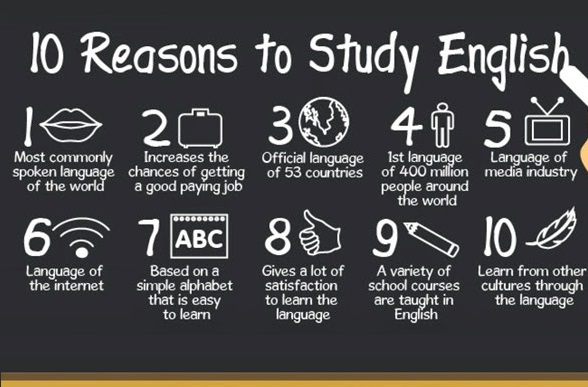 10 Reasons to Study English
1
Most commonly
spoken language
of the world
2
Increases the
chances of getting
a good paying job
3
Official language
of 53 countries
4
1st language
of 400 million
people around
the world
5
Language of
media industry
6
Language of
the internet
7
ABC
Based on a
simple alphabet
that is easy
to learn
8
Gives a lot of
satisfaction
to learn the
language
9
A variety of
school courses
are taught in
English
10
Learn from other
cultures through
the language